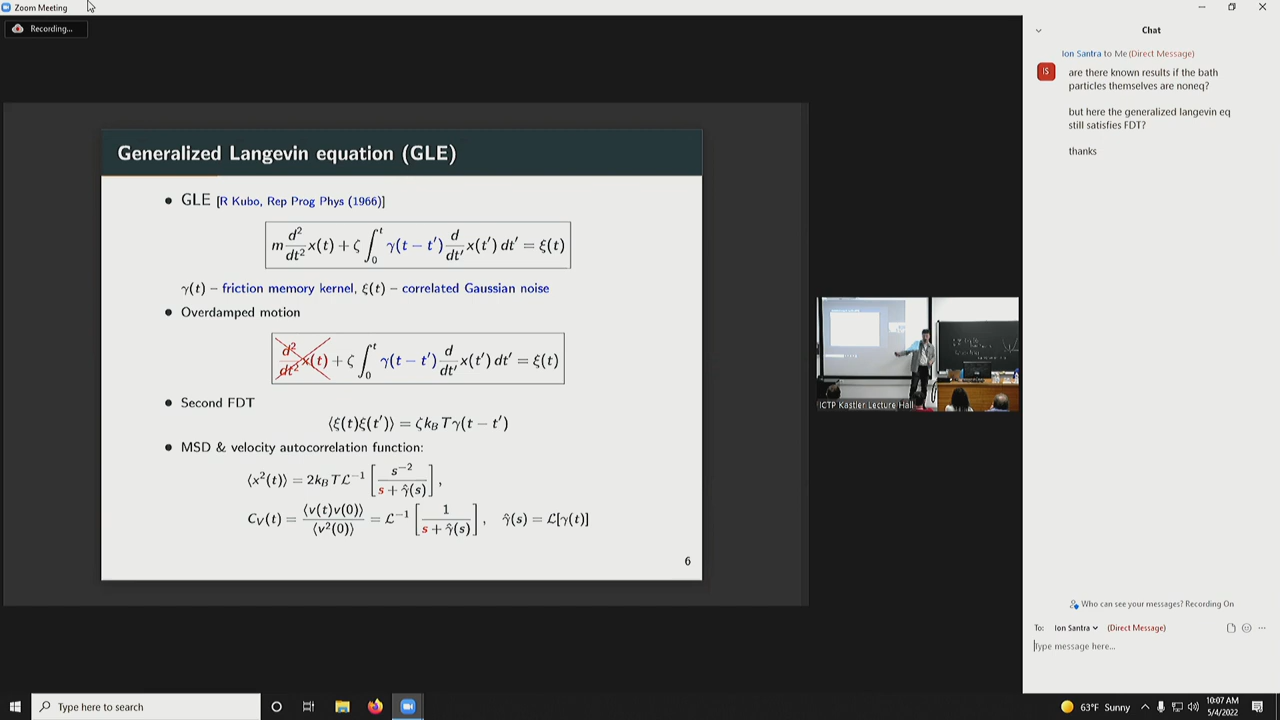 Zoom Meeting
Recording...
Generalized Langevin equation (GLE)
• GLE [R Kubo, Rep Prog Phys (1966)]
m d²/dt² x(t) + ζ ∫₀ᵗ γ(t − t′) d/dt′ x(t′) dt′ = ξ(t)
γ(t) – friction memory kernel, ξ(t) – correlated Gaussian noise
• Overdamped motion
d²/dt² x(t) + ζ ∫₀ᵗ γ(t − t′) d/dt′ x(t′) dt′ = ξ(t)
• Second FDT
⟨ξ(t)ξ(t′)⟩ = ζk_B Tγ(t − t′)
• MSD & velocity autocorrelation function:
⟨x²(t)⟩ = 2k_B T ℒ⁻¹ [s⁻² / (s + γ̂(s))],
C_V(t) = ⟨v(t)v(0)⟩ / ⟨v²(0)⟩ = ℒ⁻¹ [1 / (s + γ̂(s))], γ̂(s) = ℒ[γ(t)]
6
ICTP Kastler Lecture Hall
Chat
Ion Santra to Me (Direct Message)
IS
are there known results if the bath
particles themselves are noneq?
but here the generalized langevin eq
still satisfies FDT?
thanks
Who can see your messages? Recording On
To: Ion Santra (Direct Message)
Type message here...
Type here to search
63°F Sunny
10:07 AM
5/4/2022